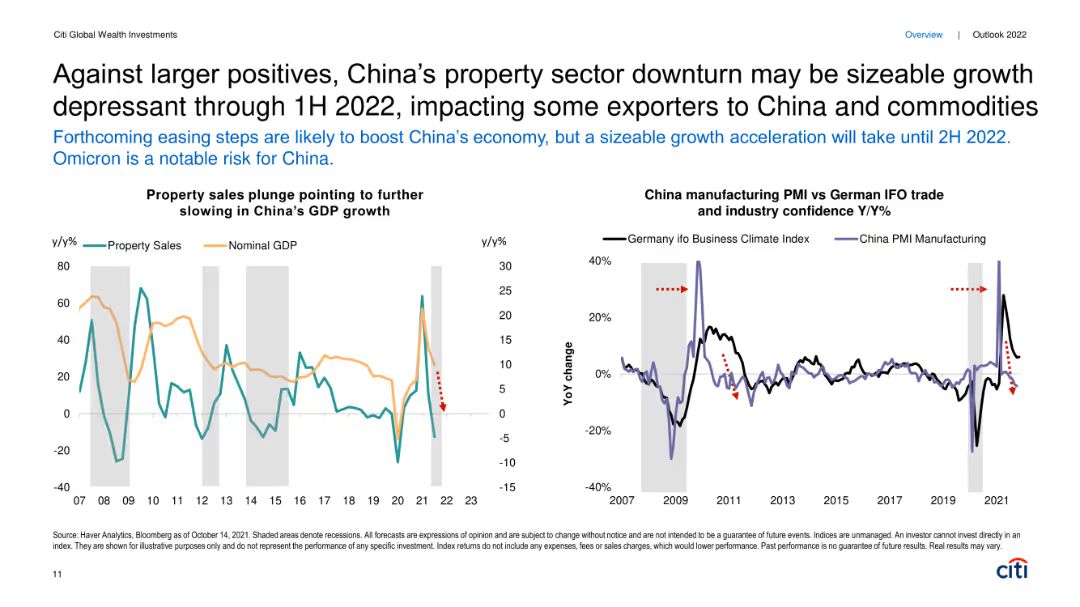 Citi Global Wealth Investments
Overview | Outlook 2022
Against larger positives, China's property sector downturn may be sizeable growth
depressant through 1H 2022, impacting some exporters to China and commodities
Forthcoming easing steps are likely to boost China's economy, but a sizeable growth acceleration will take until 2H 2022.
Omicron is a notable risk for China.
Property sales plunge pointing to further
slowing in China's GDP growth
y/y% Property Sales Nominal GDP y/y%
80 30
60 25
20
40 15
20 10
5
0 0
-20 -5
-10
-40 -15
07 08 09 10 11 12 13 14 15 16 17 18 19 20 21 22 23
China manufacturing PMI vs German IFO trade
and industry confidence Y/Y%
Germany ifo Business Climate Index China PMI Manufacturing
YoY change
40%
20%
0%
-20%
-40%
2007 2009 2011 2013 2015 2017 2019 2021
Source: Haver Analytics, Bloomberg as of October 14, 2021. Shaded areas denote recessions. All forecasts are expressions of opinion and are subject to change without notice and are not intended to be a guarantee of future events. Indices are unmanaged. An investor cannot invest directly in an
index. They are shown for illustrative purposes only and do not represent the performance of any specific investment. Index returns do not include any expenses, fees or sales charges, which would lower performance. Past performance is no guarantee of future results. Real results may vary.
11
citi